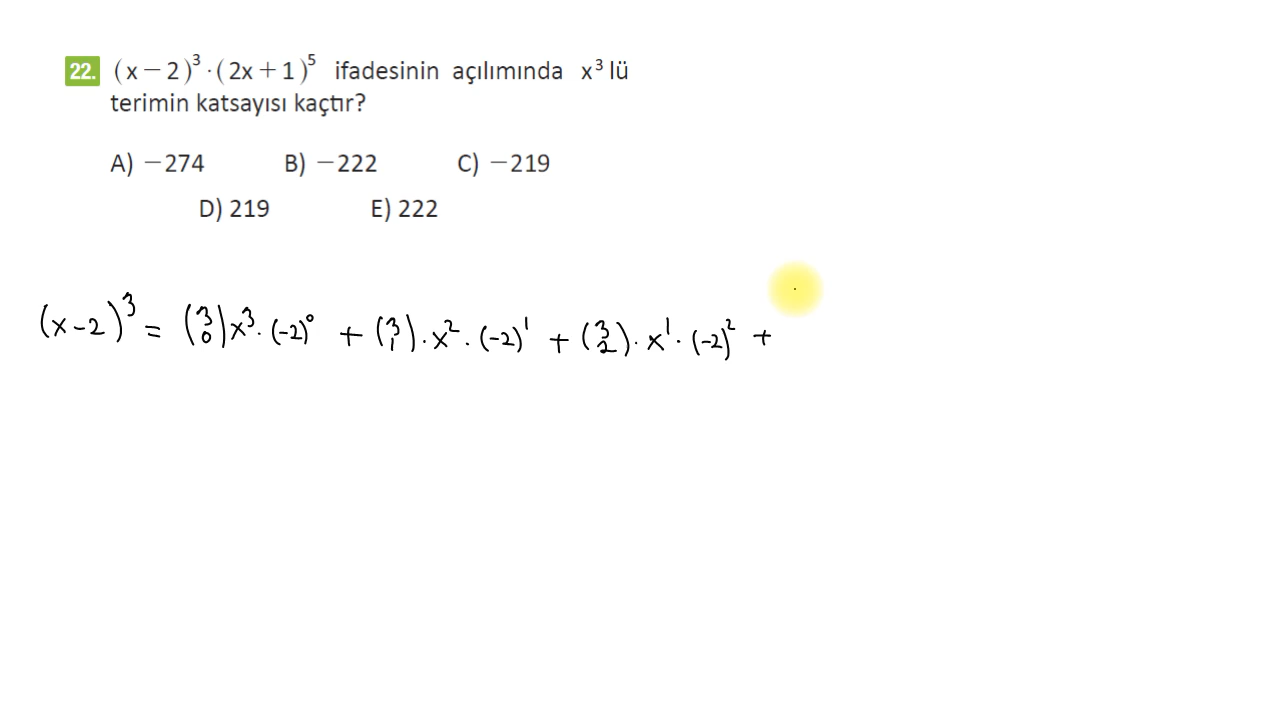 22. (x－2)³·(2x+1)⁵ ifadesinin açılımında x³ lü
terimin katsayısı kaçtır?
A) －274 B) －222 C) －219
D) 219 E) 222
(x-2)³ = (3 0)x³·(-2)⁰ + (3 1)·x²·(-2)¹ + (3 2)·x¹·(-2)² +